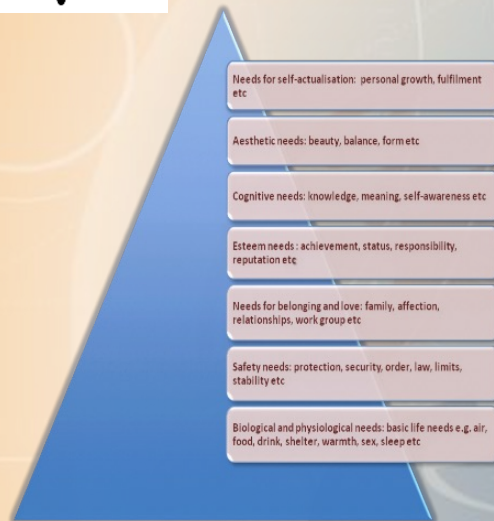 Needs for self-actualisation: personal growth, fulfilment
etc
Aesthetic needs: beauty, balance, form etc
Cognitive needs: knowledge, meaning, self-awareness etc
Esteem needs : achievement, status, responsibility,
reputation etc
Needs for belonging and love: family, affection,
relationships, work group etc
Safety needs: protection, security, order, law, limits,
stability etc
Biological and physiological needs: basic life needs e.g. air,
food, drink, shelter, warmth, sex, sleep etc